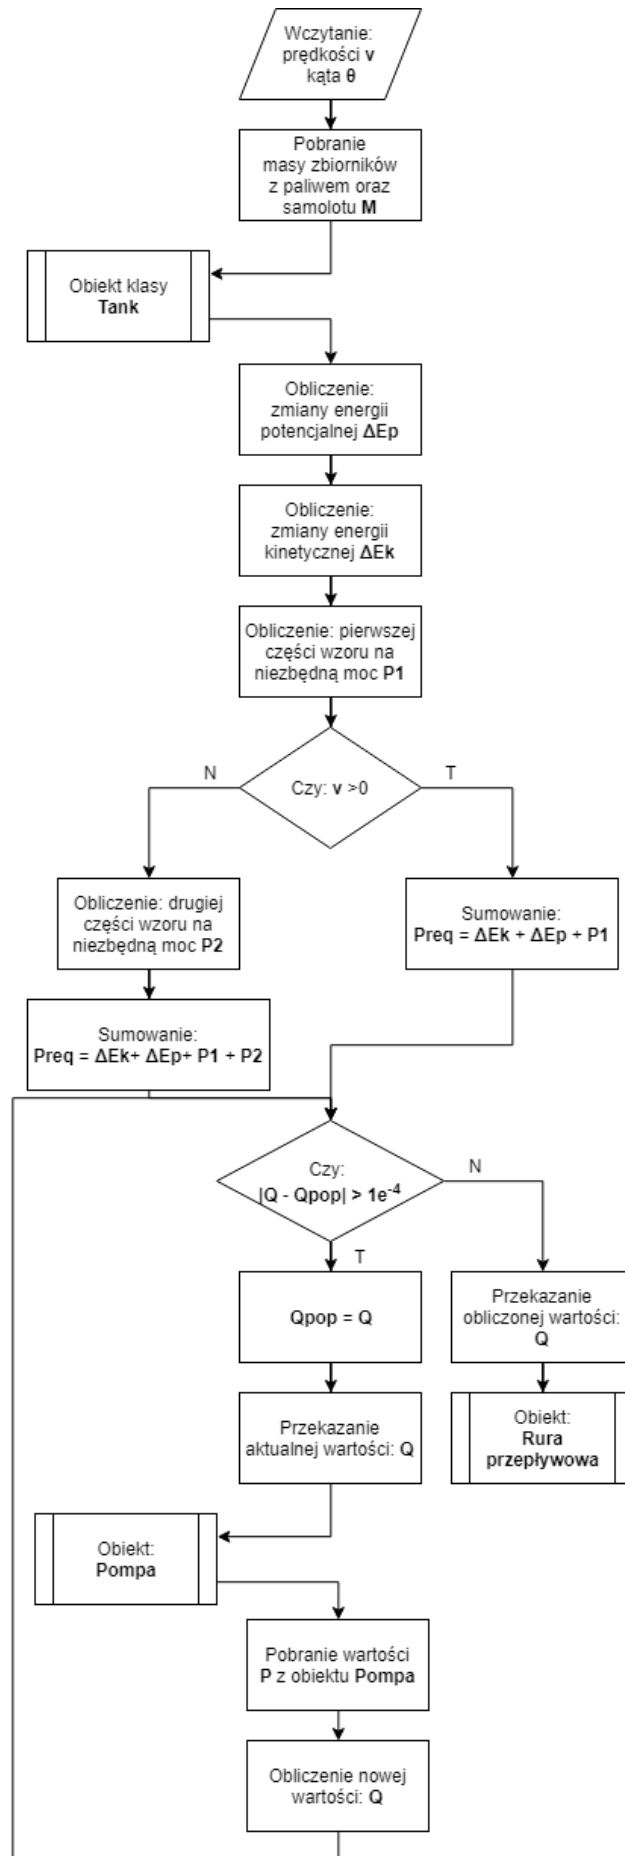 Wczytanie:
prędkości v
kąta θ
Pobranie
masy zbiorników
z paliwem oraz
samolotu M
Obiekt klasy
Tank
Obliczenie:
zmiany energii
potencjalnej ΔEp
Obliczenie:
zmiany energii
kinetycznej ΔEk
Obliczenie: pierwszej
części wzoru na
niezbędną moc P1
N
Czy: v >0
T
Obliczenie: drugiej
części wzoru na
niezbędną moc P2
Sumowanie:
Preq = ΔEk + ΔEp + P1
Sumowanie:
Preq = ΔEk+ ΔEp+ P1 + P2
Czy:
|Q - Qpop| > 1e⁻⁴
N
T
Qpop = Q
Przekazanie
obliczonej wartości:
Q
Przekazanie
aktualnej wartości: Q
Obiekt:
Rura
przepływowa
Obiekt:
Pompa
Pobranie wartości
P z obiektu Pompa
Obliczenie nowej
wartości: Q